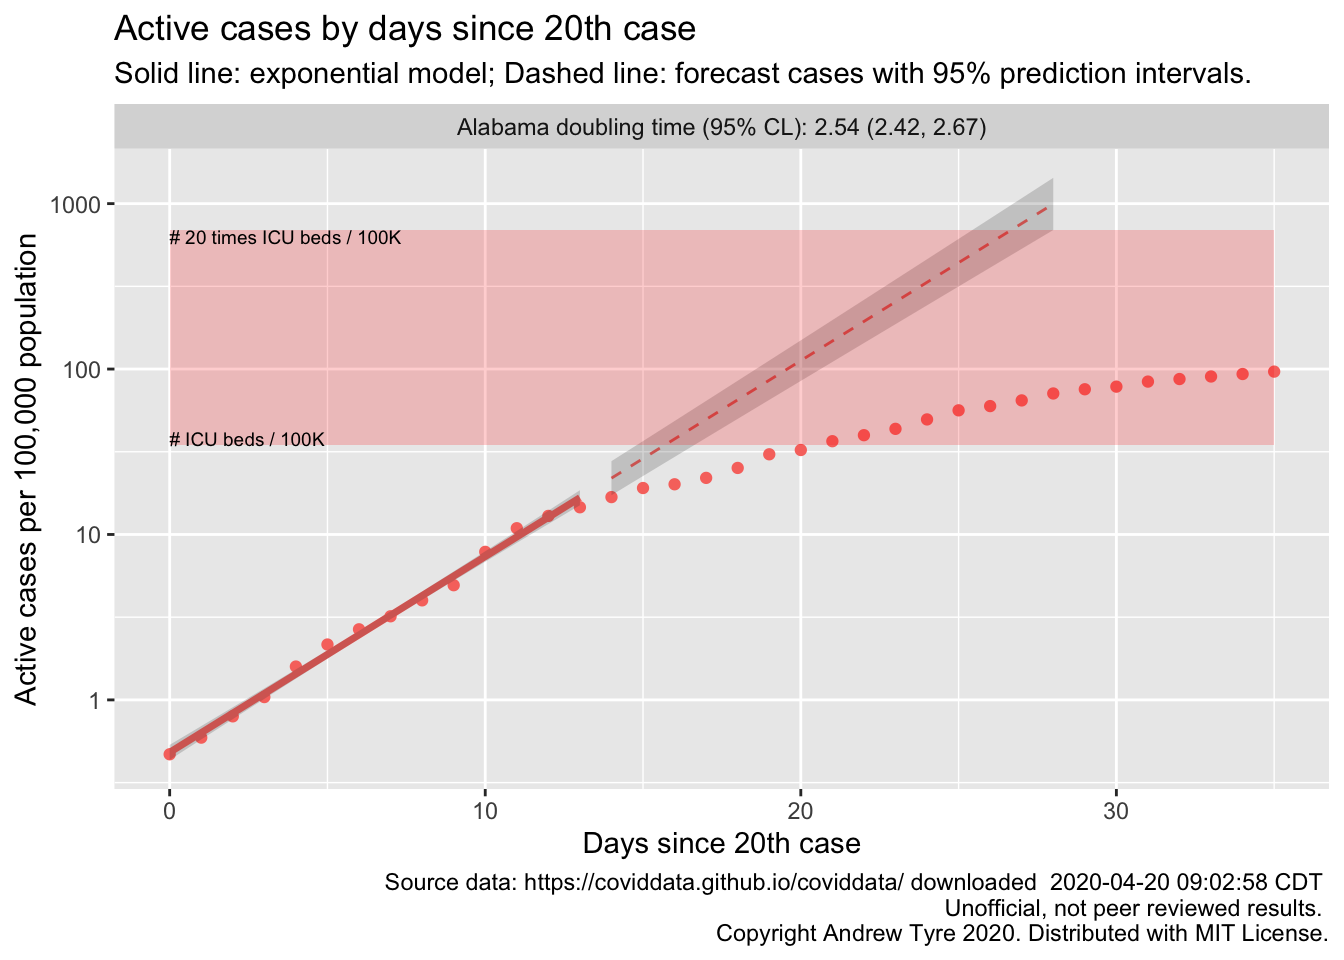 Active cases by days since 20th case
Solid line: exponential model; Dashed line: forecast cases with 95% prediction intervals.
Alabama doubling time (95% CL): 2.54 (2.42, 2.67)
Active cases per 100,000 population
1000
100
10
1
# 20 times ICU beds / 100K
# ICU beds / 100K
0
10
20
30
Days since 20th case
Source data: https://coviddata.github.io/coviddata/ downloaded  2020-04-20 09:02:58 CDT
Unofficial, not peer reviewed results.
Copyright Andrew Tyre 2020. Distributed with MIT License.